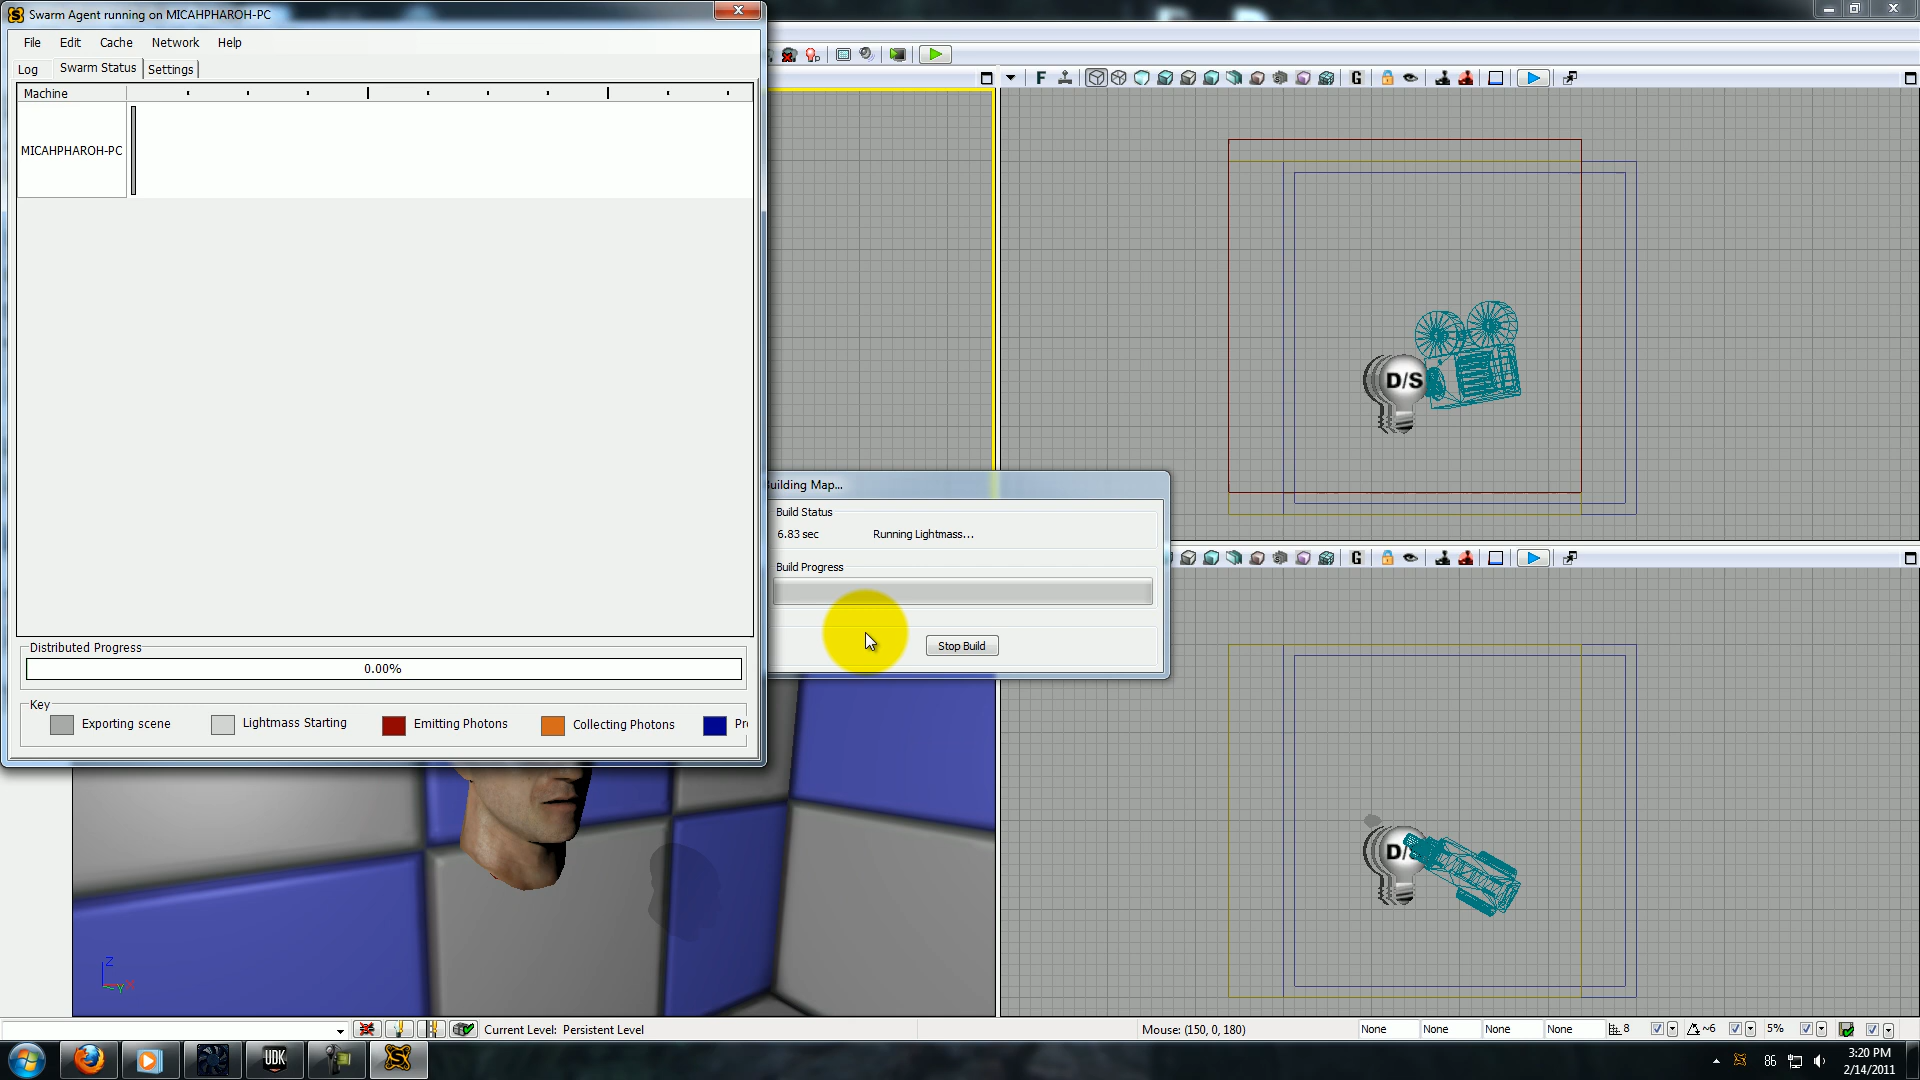 Swarm Agent running on MICAHPHAROH-PC
File Edit Cache Network Help
Log Swarm Status Settings
Machine
MICAHPHAROH-PC
Distributed Progress
0.00%
Key
Exporting scene Lightmass Starting Emitting Photons Collecting Photons Pr
F G
D/S
uilding Map...
Build Status
6.83 sec Running Lightmass...
Build Progress
Stop Build
G
D/S
Z
Y X
Current Level: Persistent Level
Mouse: (150, 0, 180)
None None None None 8 ~6 5%
UDK
86
3:20 PM
2/14/2011